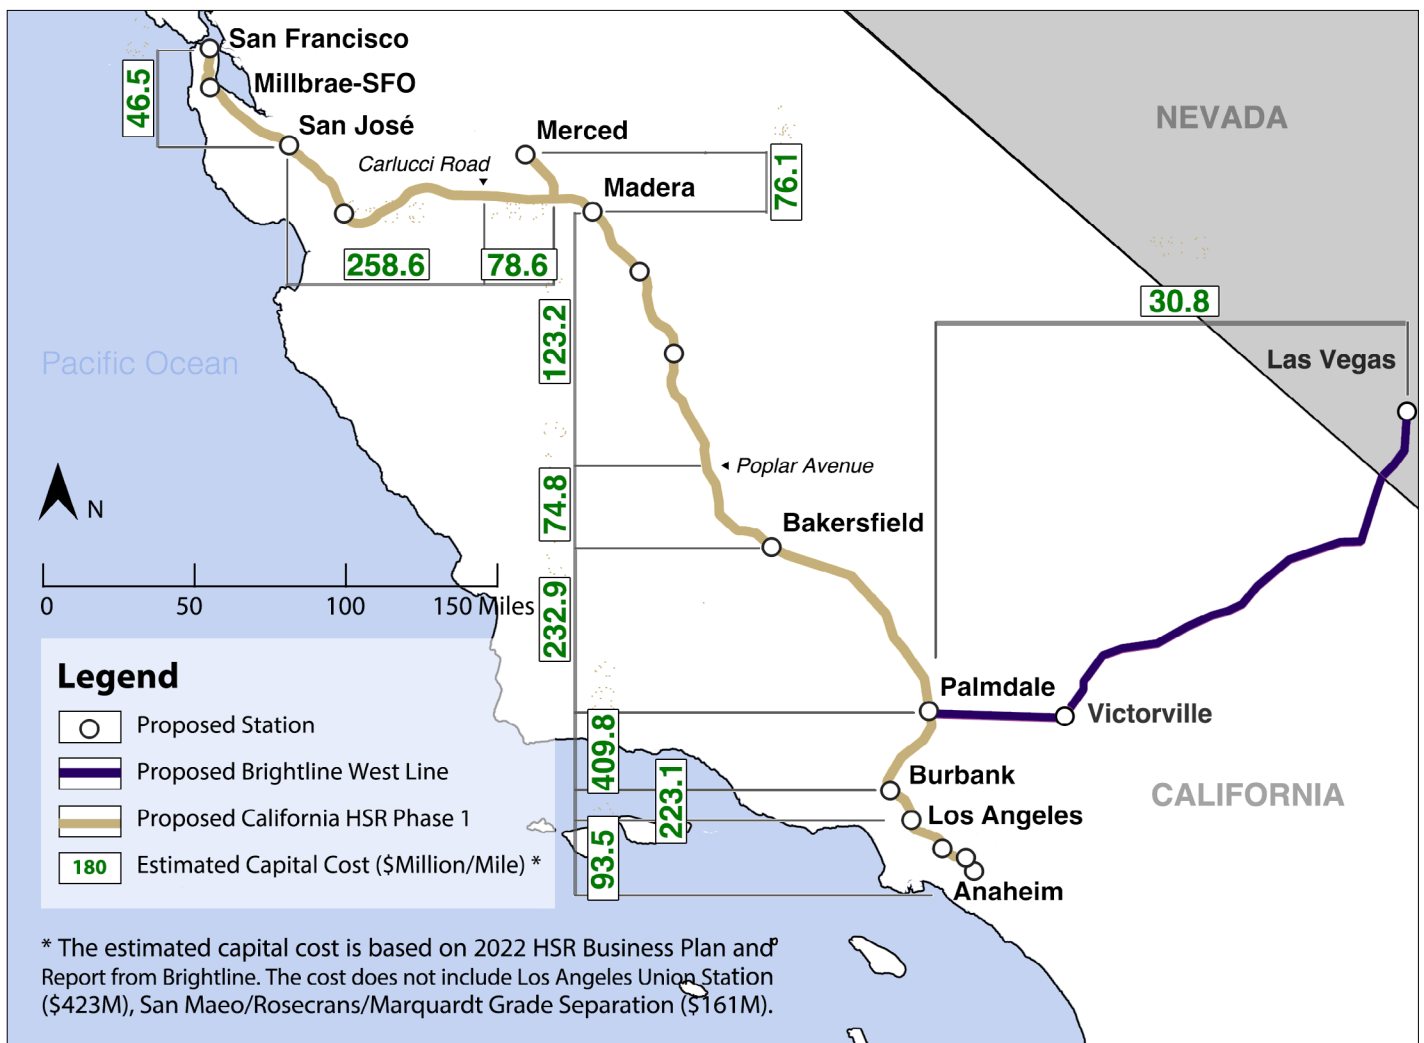 San Francisco
Millbrae-SFO
46.5
San José
Merced
Carlucci Road
Madera
76.1
NEVADA
258.6
78.6
30.8
123.2
Pacific Ocean
Las Vegas
Poplar Avenue
74.8
N
Bakersfield
0 50 100 150 Miles
232.9
Legend
Palmdale
Victorville
Proposed Station
409.8
Proposed Brightline West Line
Burbank
223.1
CALIFORNIA
Proposed California HSR Phase 1
Los Angeles
180
Estimated Capital Cost ($Million/Mile) *
93.5
Anaheim
* The estimated capital cost is based on 2022 HSR Business Plan and
Report from Brightline. The cost does not include Los Angeles Union Station
($423M), San Maeo/Rosecrans/Marquardt Grade Separation ($161M).